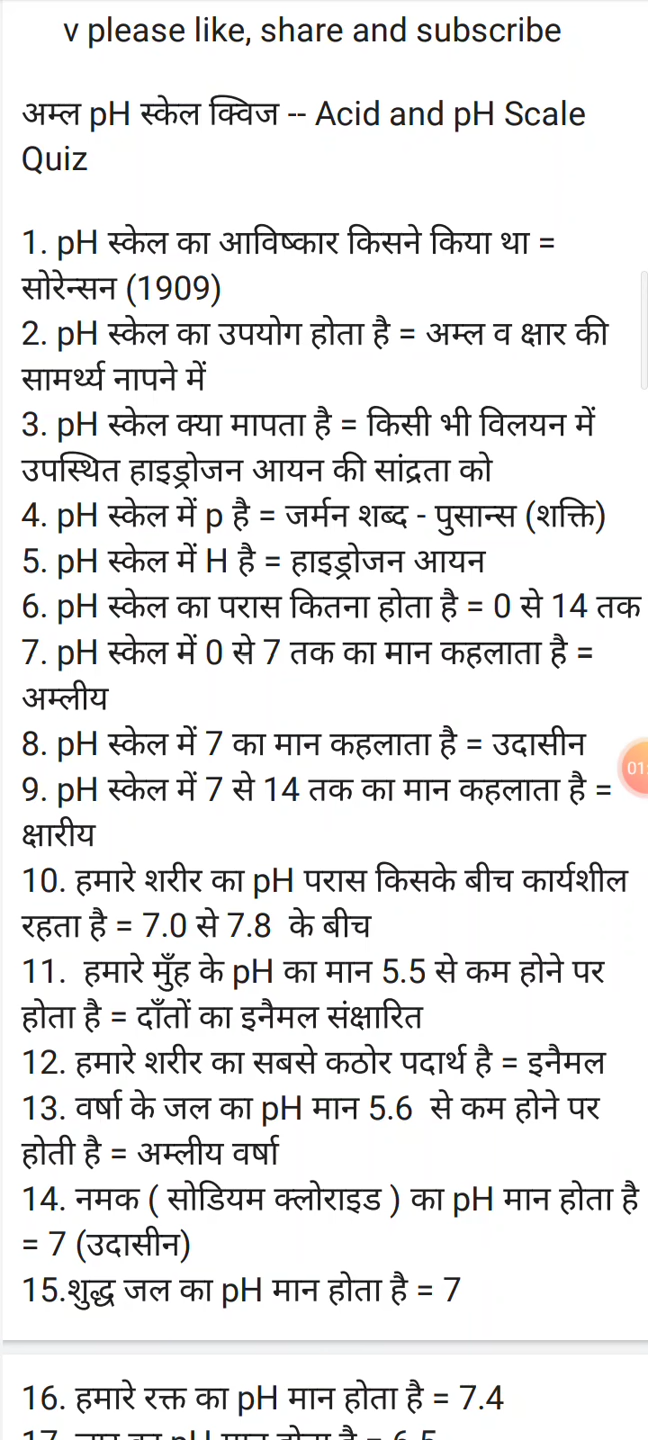 v please like, share and subscribe
अम्ल pH स्केल क्विज -- Acid and pH Scale
Quiz
1. pH स्केल का आविष्कार किसने किया था =
सोरेन्सन (1909)
2. pH स्केल का उपयोग होता है = अम्ल व क्षार की
सामर्थ्य नापने में
3. pH स्केल क्या मापता है = किसी भी विलयन में
उपस्थित हाइड्रोजन आयन की सांद्रता को
4. pH स्केल में p है = जर्मन शब्द - पुसान्स (शक्ति)
5. pH स्केल में H है = हाइड्रोजन आयन
6. pH स्केल का परास कितना होता है = 0 से 14 तक
7. pH स्केल में 0 से 7 तक का मान कहलाता है =
अम्लीय
8. pH स्केल में 7 का मान कहलाता है = उदासीन
01
9. pH स्केल में 7 से 14 तक का मान कहलाता है =
क्षारीय
10. हमारे शरीर का pH परास किसके बीच कार्यशील
रहता है = 7.0 से 7.8 के बीच
11. हमारे मुँह के pH का मान 5.5 से कम होने पर
होता है = दाँतों का इनैमल संक्षारित
12. हमारे शरीर का सबसे कठोर पदार्थ है = इनैमल
13. वर्षा के जल का pH मान 5.6 से कम होने पर
होती है = अम्लीय वर्षा
14. नमक ( सोडियम क्लोराइड ) का pH मान होता है
= 7 (उदासीन)
15.शुद्ध जल का pH मान होता है = 7
16. हमारे रक्त का pH मान होता है = 7.4